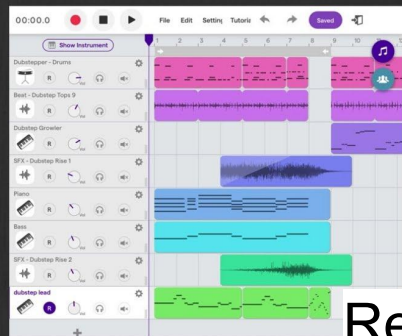 00:00.0 File Edit Settin Tutoria Saved
Show Instrument
1 2 3 4 5 6 7 8 9 10
Dubstepper - Drums
R
Beat - Dubstep Tops 9
R
Dubstep Growler
R
SFX - Dubstep Rise 1
R
Piano
R
Bass
R
SFX - Dubstep Rise 2
R
dubstep lead
R
Re